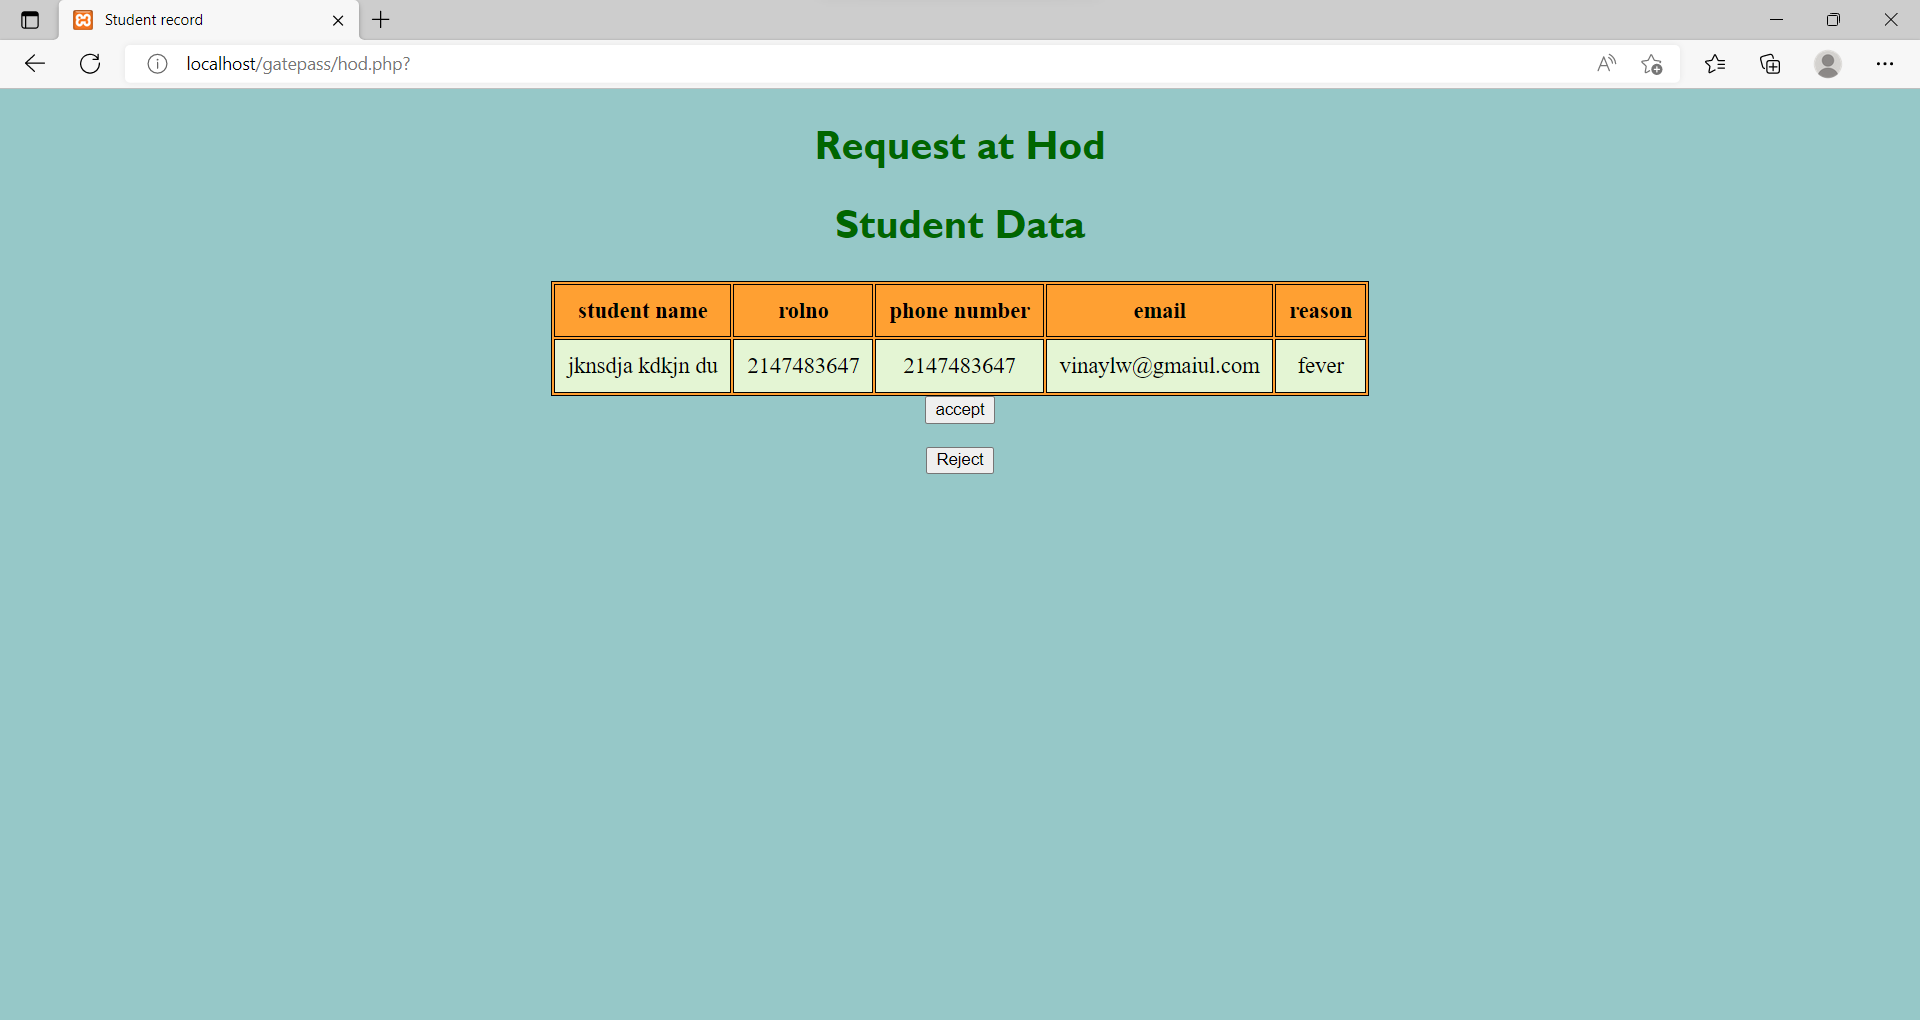 Student record
localhost/gatepass/hod.php?
Request at Hod
Student Data
student name rolno phone number email reason
jknsdja kdkjn du 2147483647 2147483647 vinaylw@gmaiul.com fever
accept
Reject